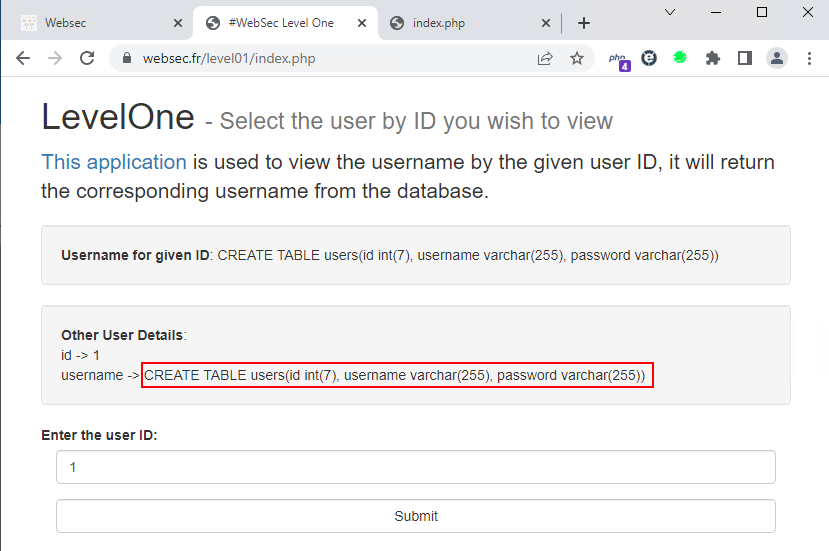 Websec
#WebSec Level One
index.php
websec.fr/level01/index.php
php
4
LevelOne - Select the user by ID you wish to view
This application is used to view the username by the given user ID, it will return
the corresponding username from the database.
Username for given ID: CREATE TABLE users(id int(7), username varchar(255), password varchar(255))
Other User Details:
id -> 1
username -> CREATE TABLE users(id int(7), username varchar(255), password varchar(255))
Enter the user ID:
1
Submit